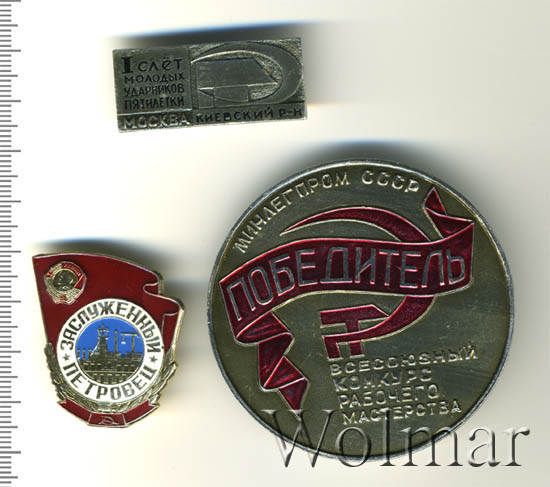 I СЛЁТ
МОЛОДЫХ
УДАРНИКОВ
ПЯТИЛЕТКИ
МОСКВА КИЕВСКИЙ Р-Н
МИНЛЕГПРОМ СССР
ПОБЕДИТЕЛЬ
ВСЕСОЮЗНЫЙ
КОНКУРС
РАБОЧЕГО
МАСТЕРСТВА
ЗАСЛУЖЕННЫЙ
ПЕТРОВЕЦ
Wolmar